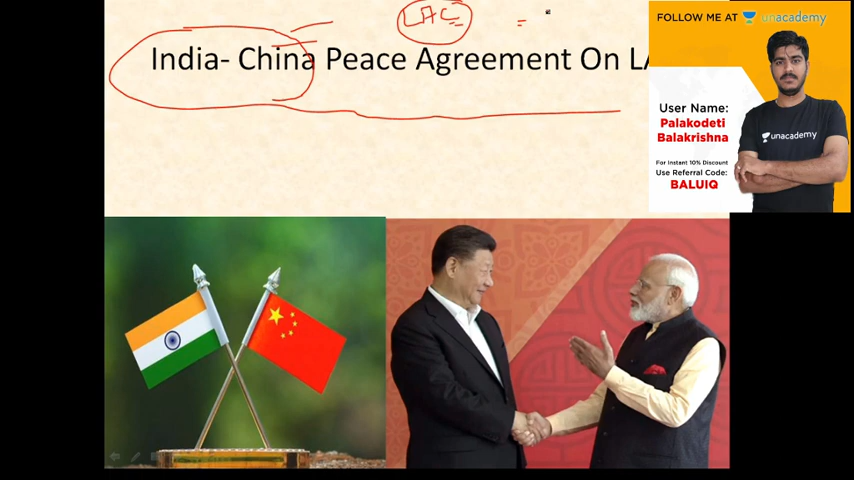 LAC
=
India- China Peace Agreement On LA
FOLLOW ME AT unacademy
User Name:
Palakodeti
Balakrishna
unacademy
For Instant 10% Discount
Use Referral Code:
BALUIQ